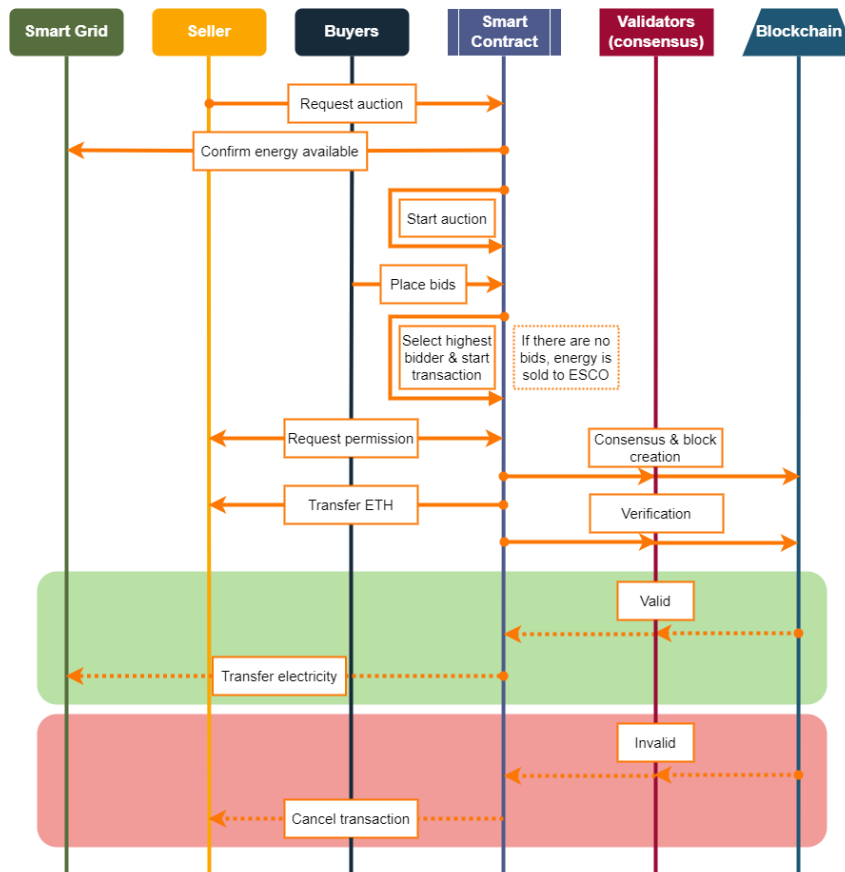 Smart Grid
Seller
Buyers
Smart
Contract
Validators
(consensus)
Blockchain
Request auction
Confirm energy available
Start auction
Place bids
Select highest
bidder & start
transaction
If there are no
bids, energy is
sold to ESCO
Request permission
Consensus & block
creation
Transfer ETH
Verification
Valid
Transfer electricity
Invalid
Cancel transaction